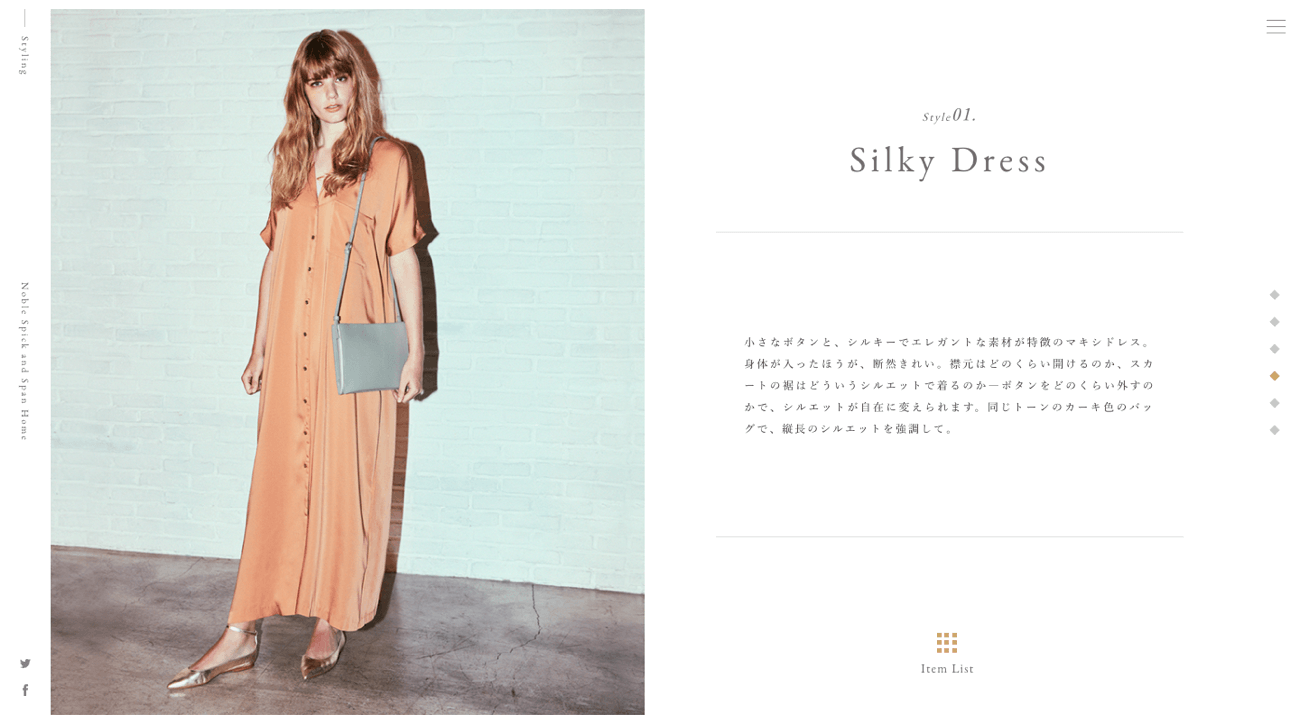 Styling
Noble Spick and Span Home
Style01.
Silky Dress
小さなボタンと、シルキーでエレガントな素材が特徴のマキシドレス。
身体が入ったほうが、断然きれい。襟元はどのくらい開けるのか、スカ
ートの裾はどういうシルエットで着るのか―ボタンをどのくらい外すの
かで、シルエットが自在に変えられます。同じトーンのカーキ色のバッ
グで、縦長のシルエットを強調して。
Item List